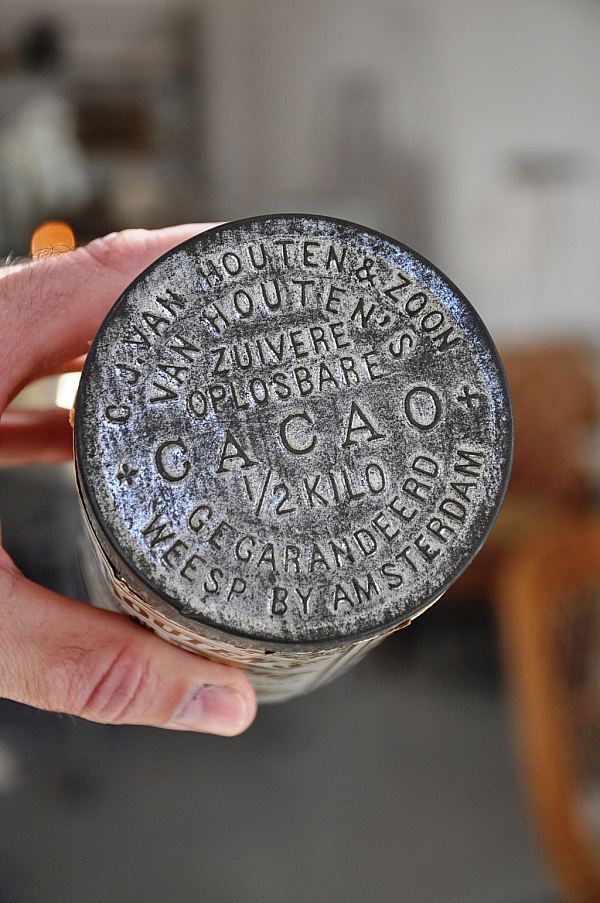 C.J. VAN HOUTEN & ZOON
VAN HOUTEN'S
ZUIVERE
OPLOSBARE
CACAO
1/2 KILO
GEGARANDEERD
WEESP. BY AMSTERDAM